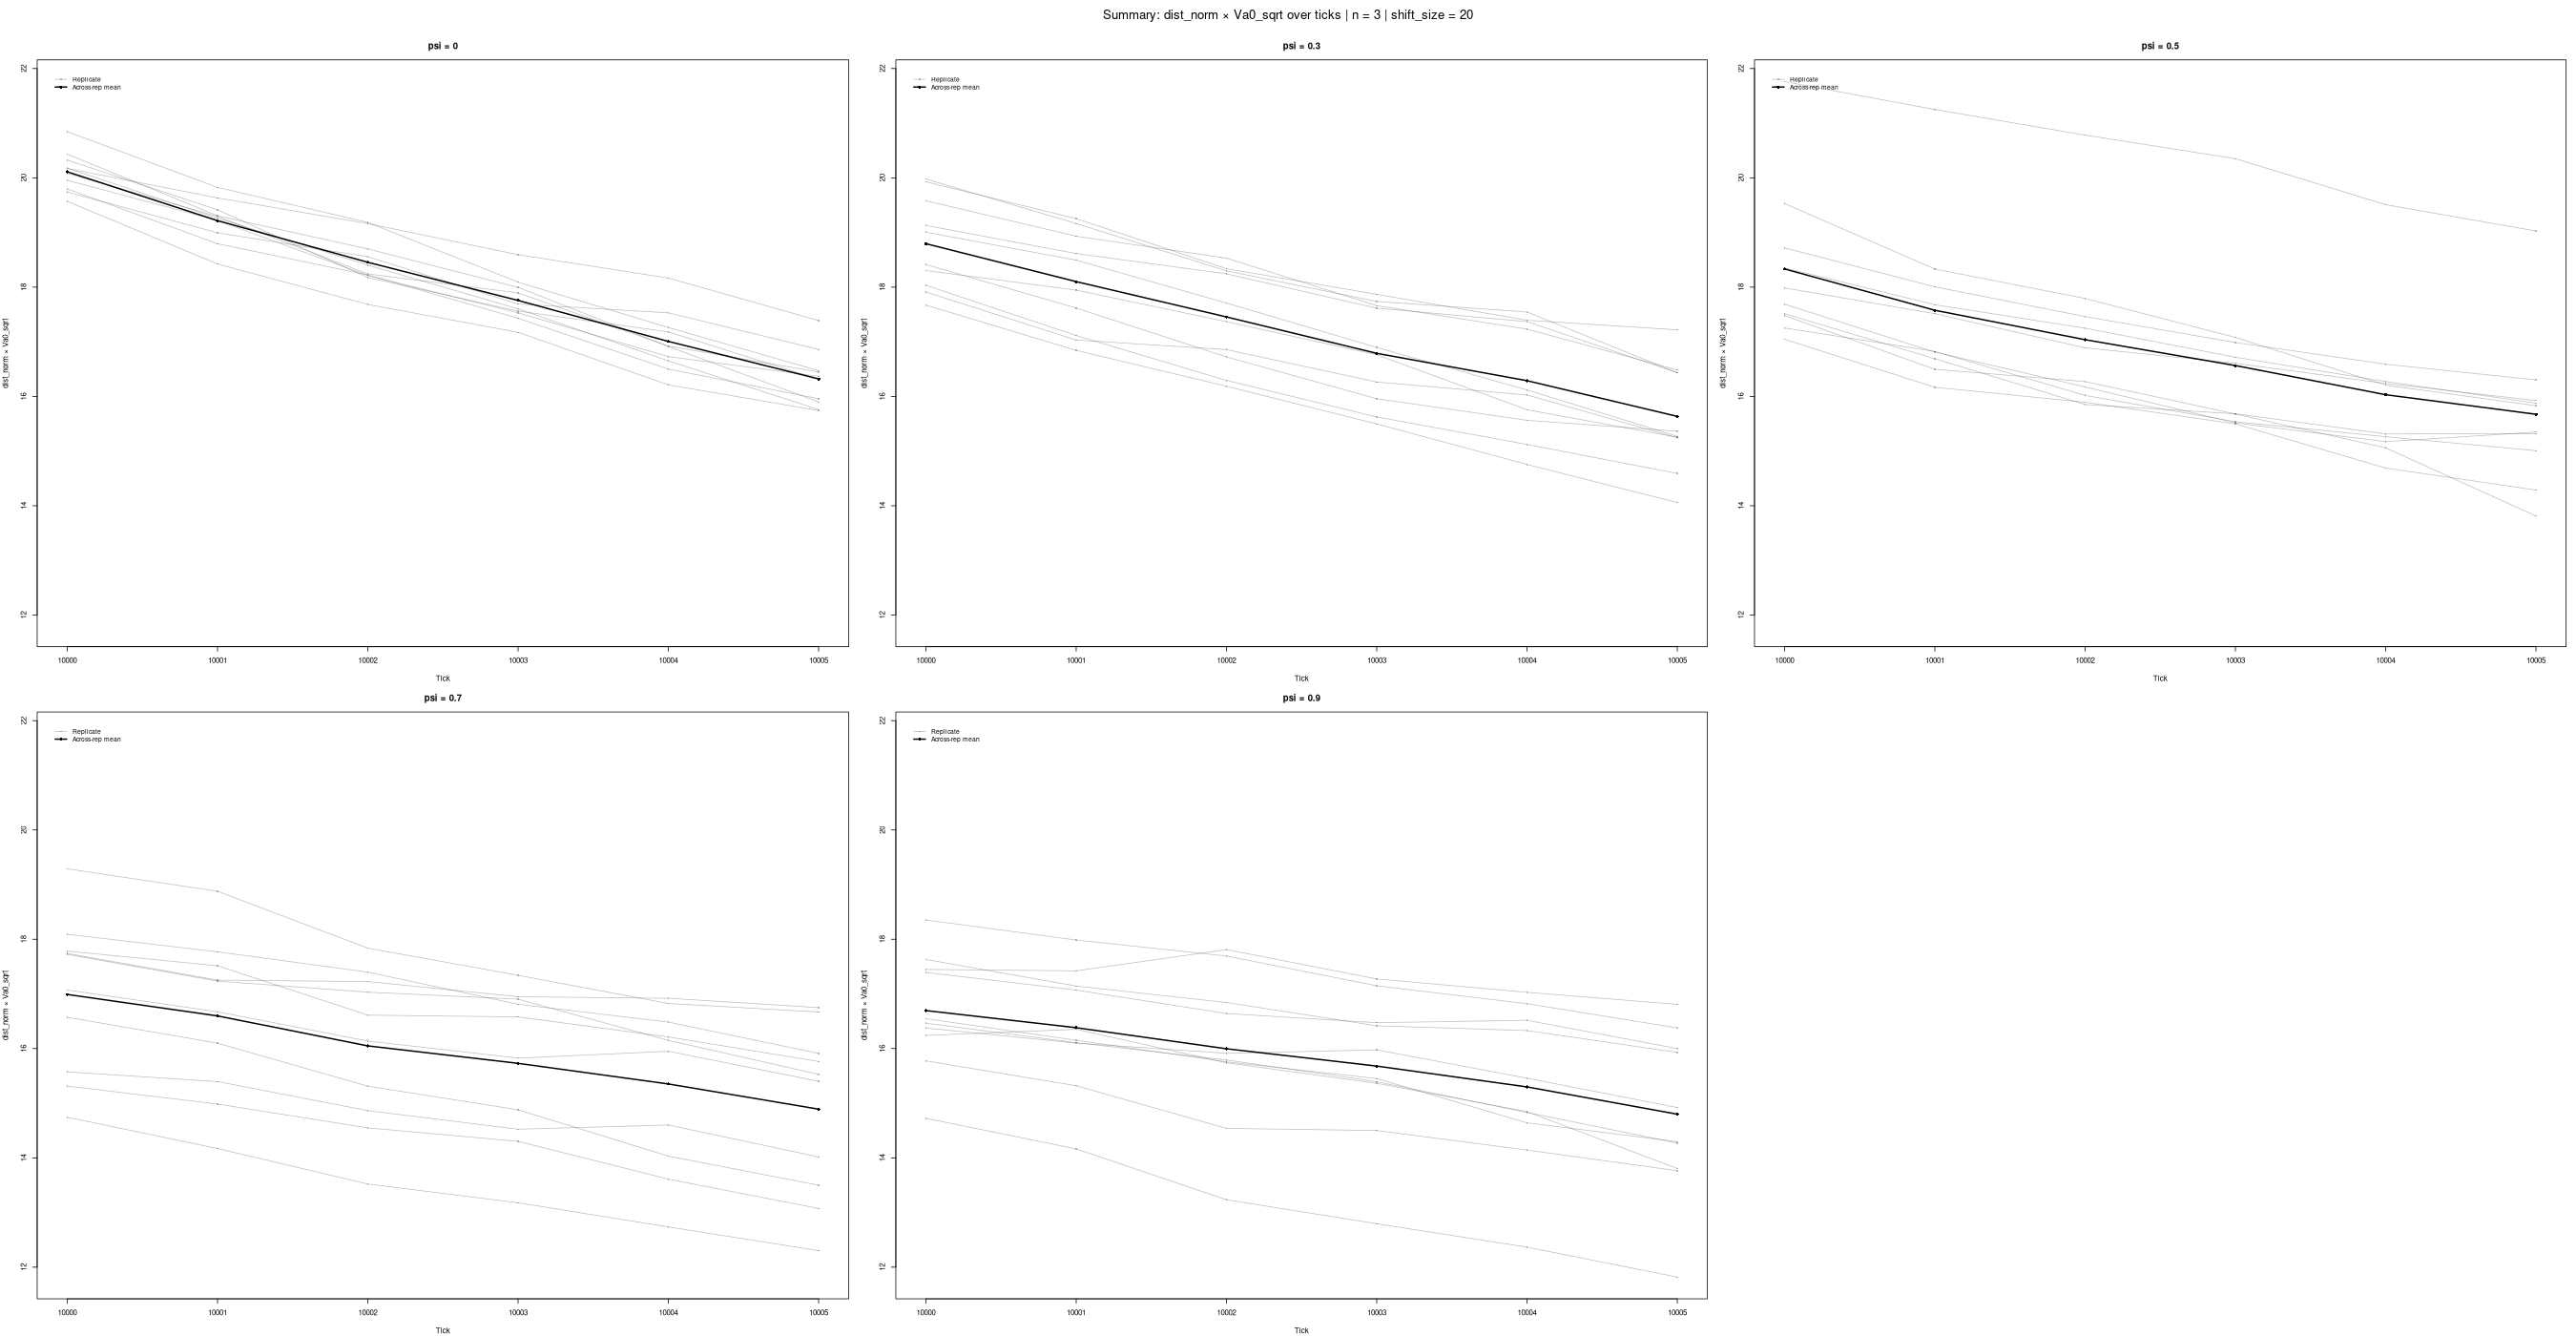 Summary: dist_norm × Va0_sqrt over ticks | n = 3 | shift_size = 20
psi = 0
22
20
18
16
14
12
dist_norm × Va0_sqrt
Replicate
Across-rep mean
10000 10001 10002 10003 10004 10005
Tick
psi = 0.3
22
20
18
16
14
12
dist_norm × Va0_sqrt
Replicate
Across-rep mean
10000 10001 10002 10003 10004 10005
Tick
psi = 0.5
22
20
18
16
14
12
dist_norm × Va0_sqrt
Replicate
Across-rep mean
10000 10001 10002 10003 10004 10005
Tick
psi = 0.7
22
20
18
16
14
12
dist_norm × Va0_sqrt
Replicate
Across-rep mean
10000 10001 10002 10003 10004 10005
Tick
psi = 0.9
22
20
18
16
14
12
dist_norm × Va0_sqrt
Replicate
Across-rep mean
10000 10001 10002 10003 10004 10005
Tick